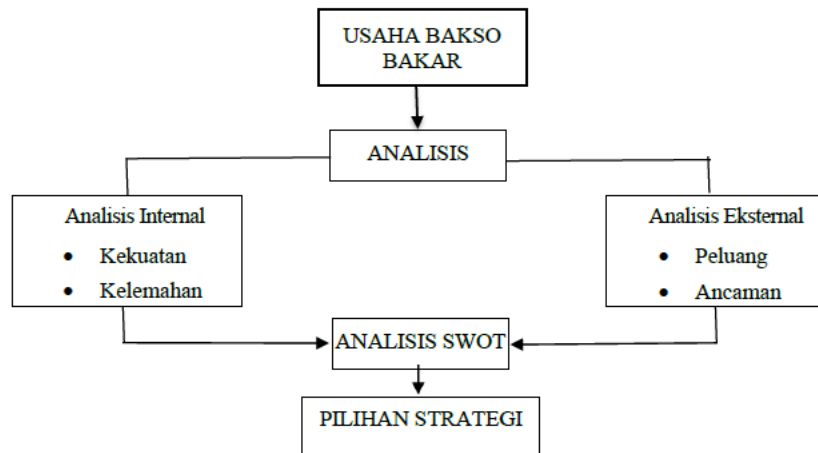 USAHA BAKSO
BAKAR
ANALISIS
Analisis Internal
• Kekuatan
• Kelemahan
Analisis Eksternal
• Peluang
• Ancaman
ANALISIS SWOT
PILIHAN STRATEGI